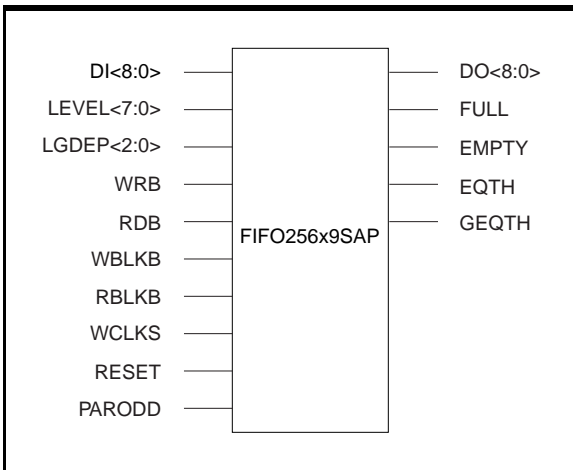 DI<8:0>
LEVEL<7:0>
LGDEP<2:0>
WRB
RDB
WBLKB
RBLKB
WCLKS
RESET
PARODD
FIFO256x9SAP
DO<8:0>
FULL
EMPTY
EQTH
GEQTH